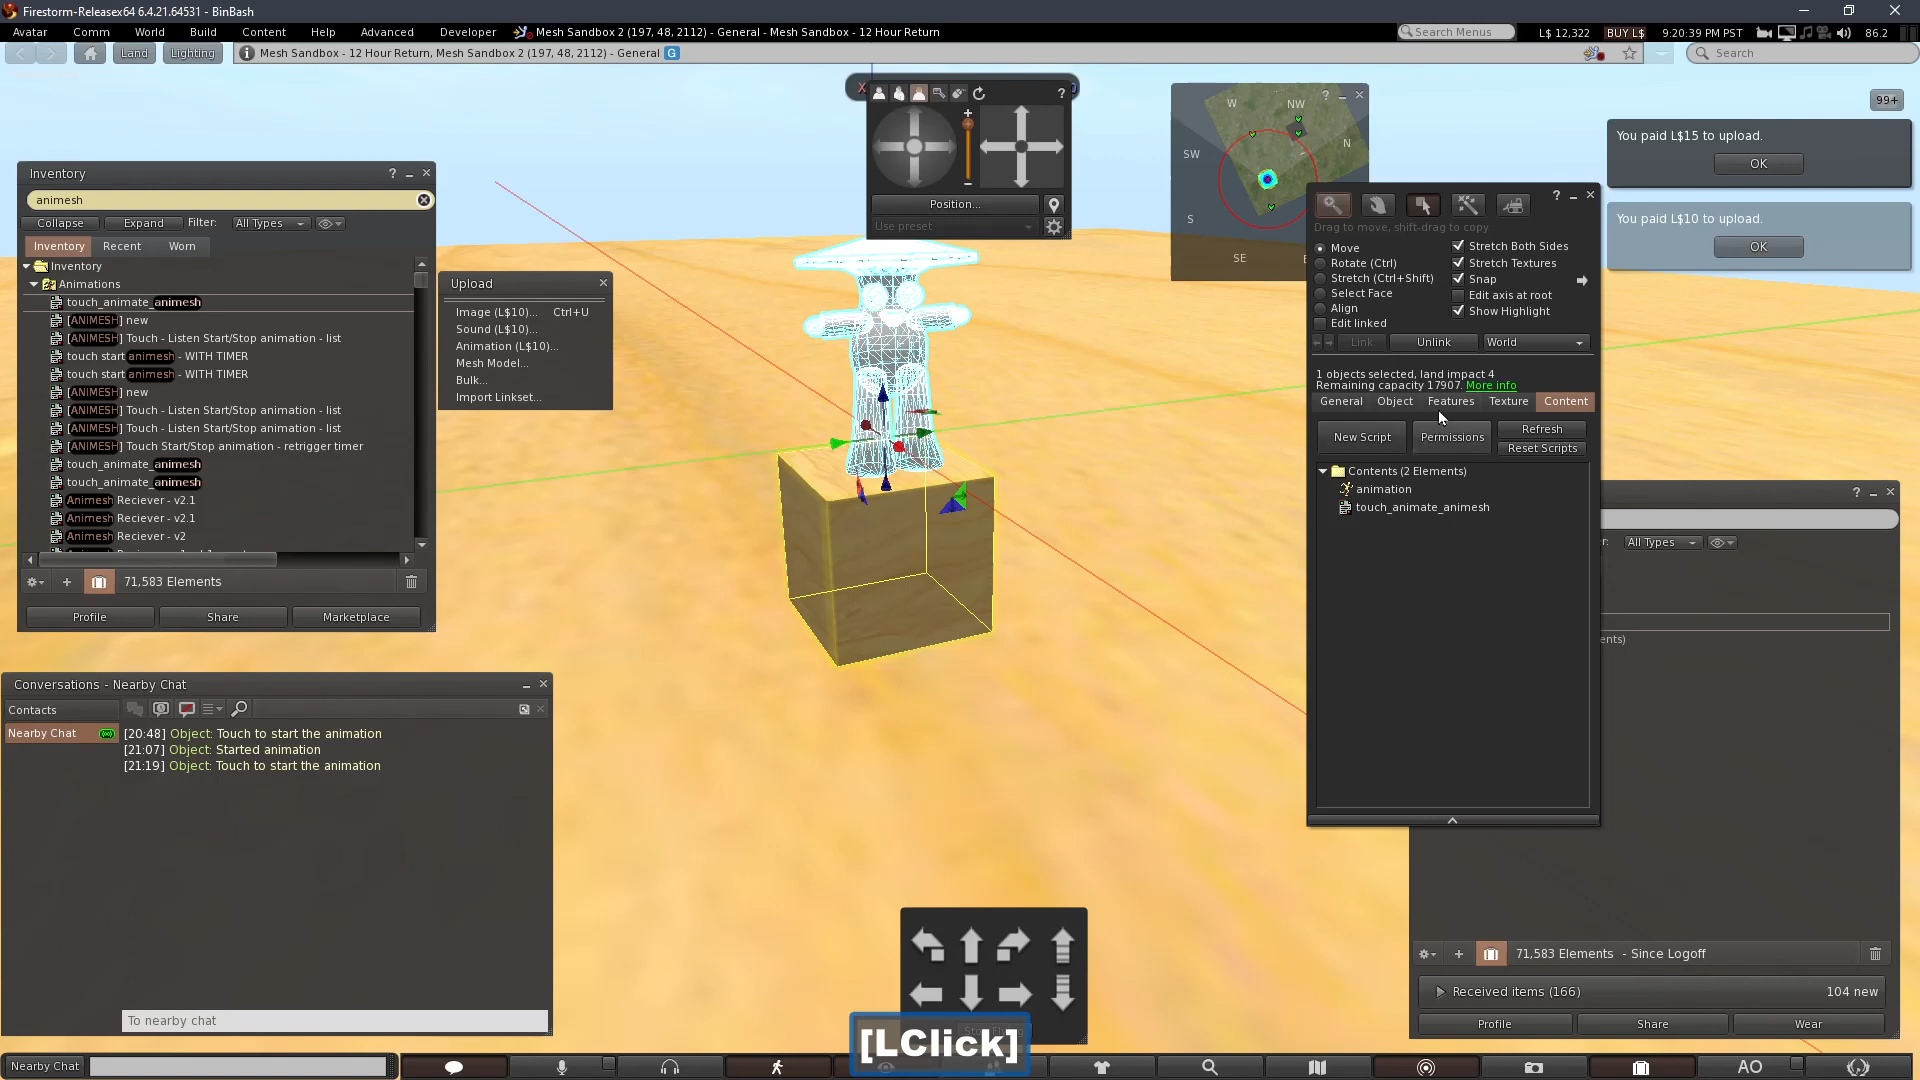 Firestorm-Releasex64 6.4.21.64531 - BinBash
Avatar Comm World Build Content Help Advanced Developer Mesh Sandbox 2 (197, 48, 2112) - General - Mesh Sandbox - 12 Hour Return
Search Menus L$ 12,322 BUY L$ 9:20:39 PM PST 86.2
Land Lighting Mesh Sandbox - 12 Hour Return, Mesh Sandbox 2 (197, 48, 2112) - General G Search
99+
You paid L$15 to upload.
OK
You paid L$10 to upload.
OK
Position...
Use preset
W NW N SW S SE
Inventory
animesh
Collapse Expand Filter: All Types
Inventory Recent Worn
Inventory
Animations
touch_animate_animesh
[ANIMESH] new
[ANIMESH] Touch - Listen Start/Stop animation - list
touch start animesh - WITH TIMER
touch start animesh - WITH TIMER
[ANIMESH] new
[ANIMESH] Touch - Listen Start/Stop animation - list
[ANIMESH] Touch - Listen Start/Stop animation - list
[ANIMESH] Touch Start/Stop animation - retrigger timer
touch_animate_animesh
touch_animate_animesh
Animesh Reciever - v2.1
Animesh Reciever - v2.1
Animesh Reciever - v2
71,583 Elements
Profile Share Marketplace
Upload
Image (L$10)... Ctrl+U
Sound (L$10)...
Animation (L$10)...
Mesh Model...
Bulk...
Import Linkset...
Drag to move, shift-drag to copy
Move
Rotate (Ctrl)
Stretch (Ctrl+Shift)
Select Face
Align
Edit linked
Stretch Both Sides
Stretch Textures
Snap
Edit axis at root
Show Highlight
Link Unlink World
1 objects selected, land impact 4
Remaining capacity 17907. More info
General Object Features Texture Content
New Script Permissions Refresh
Reset Scripts
Contents (2 Elements)
animation
touch_animate_animesh
All Types
71,583 Elements - Since Logoff
Received items (166) 104 new
Profile Share Wear
Conversations - Nearby Chat
Contacts
Nearby Chat
[20:48] Object: Touch to start the animation
[21:07] Object: Started animation
[21:19] Object: Touch to start the animation
To nearby chat
[LClick]
Nearby Chat
AO